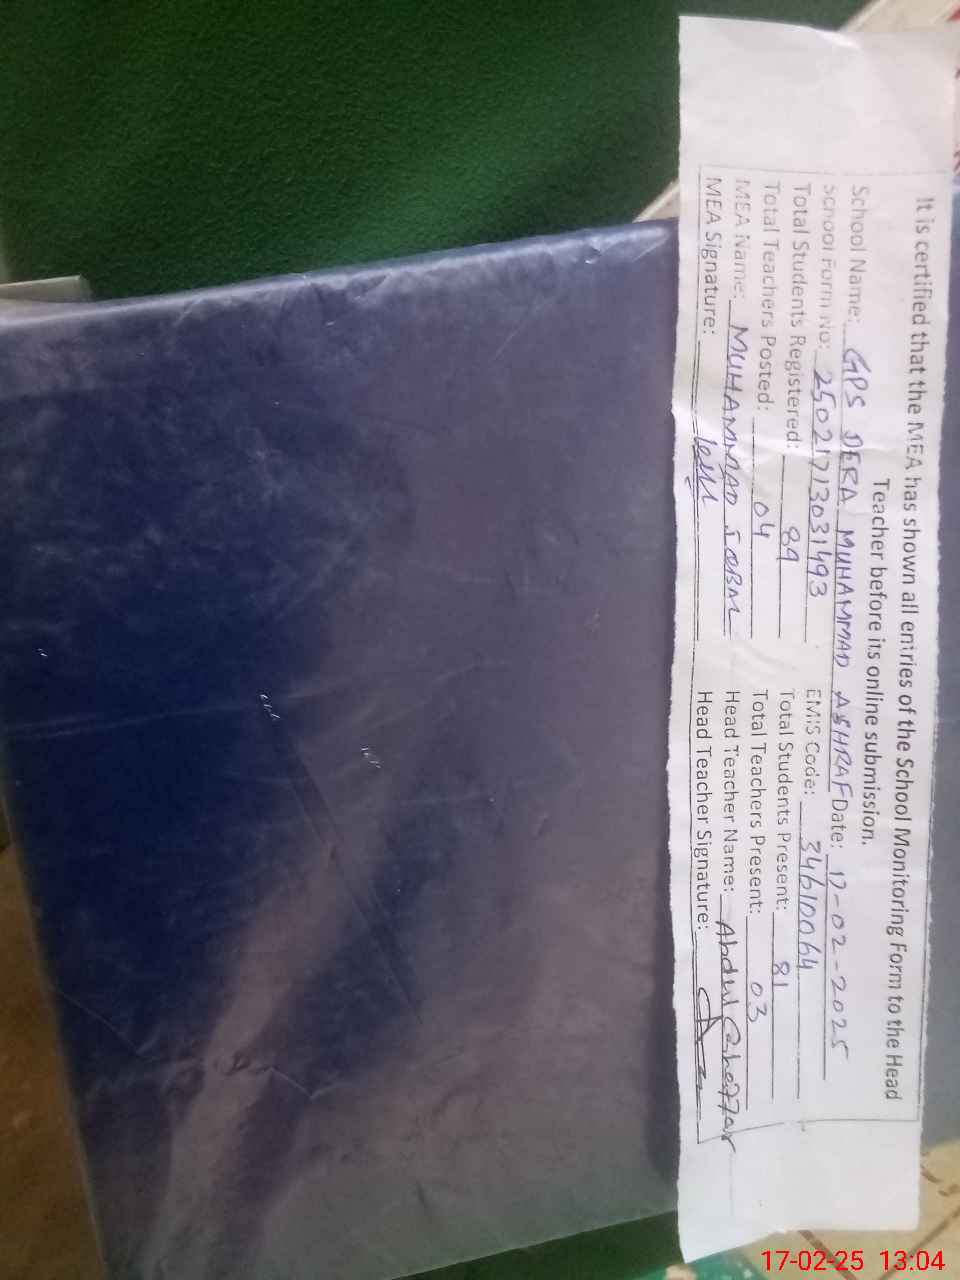 It is certified that the MEA has shown all entries of the School Monitoring Form to the Head
Teacher before its online submission.
School Name: GPS DERA MUHAMMAD ASHRAF Date: 17-02-2025
School Form No: 25021713031493 EMIS Code: 34610064
Total Students Registered: 89 Total Students Present: 81
Total Teachers Posted: 04 Total Teachers Present: 03
MEA Name: MUHAMMAD IQBAL Head Teacher Name: Abdul Ghaffar
MEA Signature: Head Teacher Signature:
17-02-25 13:04